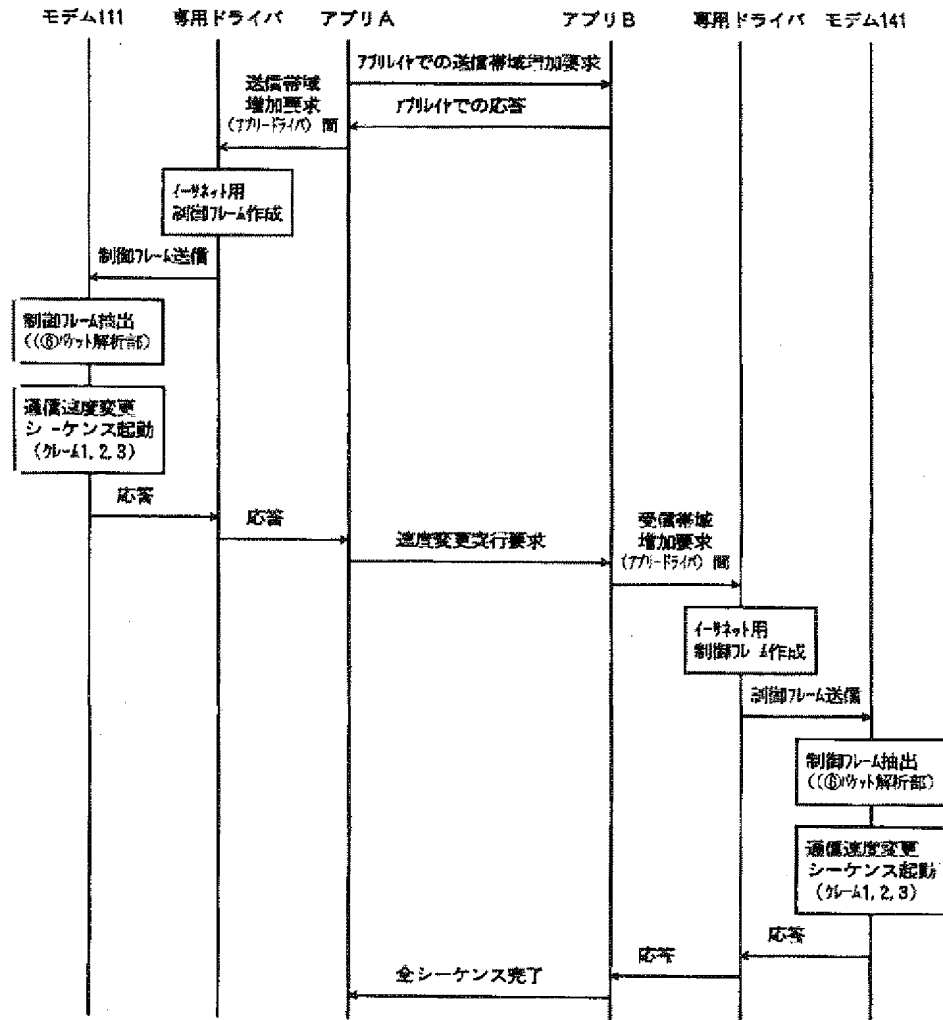 モデム111
専用ドライバ
アプリA
アプリB
専用ドライバ
モデム141
ｱﾌﾟﾘﾚｲﾔでの送信帯域増加要求
送信帯域
増加要求
(ｱﾌﾟﾘｰﾄﾞﾗｲﾊﾞ) 間
ｱﾌﾟﾘﾚｲﾔでの応答
ｲｰｻﾈｯﾄ用
制御ﾌﾚｰﾑ作成
制御ﾌﾚｰﾑ送信
制御ﾌﾚｰﾑ抽出
((⑥ﾊﾟｹｯﾄ解析部)
通信速度変更
シーケンス起動
(ｸﾚｰﾑ1,2,3)
応答
応答
速度変更実行要求
受信帯域
増加要求
(ｱﾌﾟﾘｰﾄﾞﾗｲﾊﾞ) 間
ｲｰｻﾈｯﾄ用
制御ﾌﾚｰﾑ作成
制御ﾌﾚｰﾑ送信
制御ﾌﾚｰﾑ抽出
((⑥ﾊﾟｹｯﾄ解析部)
通信速度変更
シーケンス起動
(ｸﾚｰﾑ1,2,3)
応答
応答
全シーケンス完了